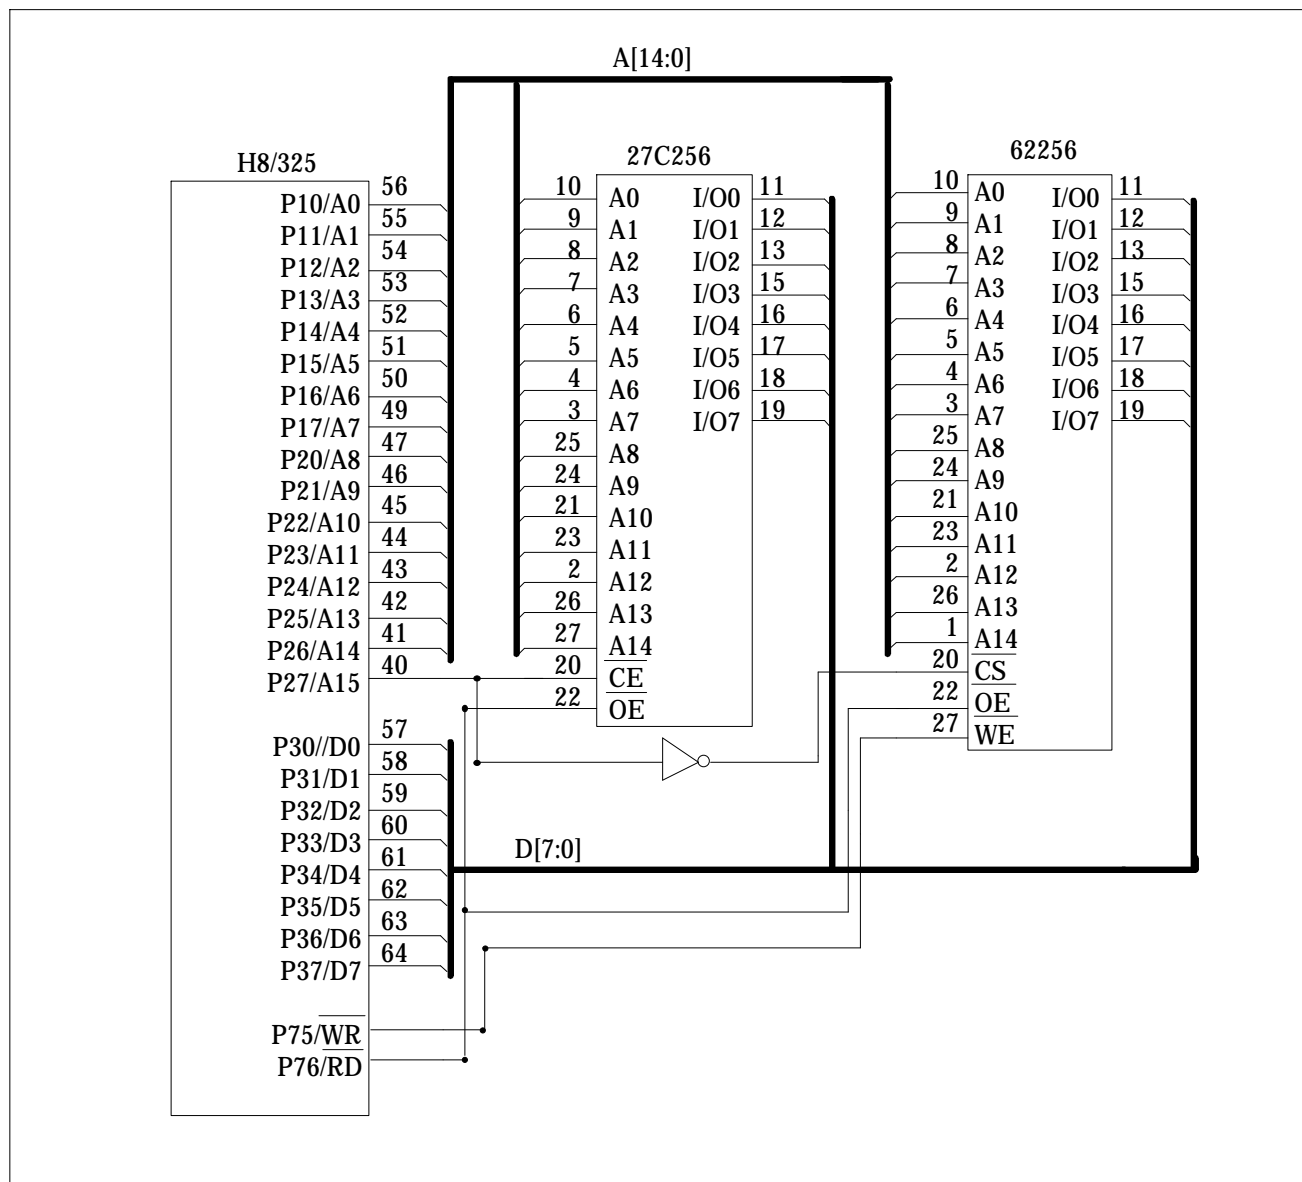 A[14:0]
H8/325
P10/A0 56
P11/A1 55
P12/A2 54
P13/A3 53
P14/A4 52
P15/A5 51
P16/A6 50
P17/A7 49
P20/A8 47
P21/A9 46
P22/A10 45
P23/A11 44
P24/A12 43
P25/A13 42
P26/A14 41
P27/A15 40
P30//D0 57
P31/D1 58
P32/D2 59
P33/D3 60
P34/D4 61
P35/D5 62
P36/D6 63
P37/D7 64
P75/WR
P76/RD
27C256
10 A0 I/O0 11
9 A1 I/O1 12
8 A2 I/O2 13
7 A3 I/O3 15
6 A4 I/O4 16
5 A5 I/O5 17
4 A6 I/O6 18
3 A7 I/O7 19
25 A8
24 A9
21 A10
23 A11
2 A12
26 A13
27 A14
20 CE
22 OE
62256
10 A0 I/O0 11
9 A1 I/O1 12
8 A2 I/O2 13
7 A3 I/O3 15
6 A4 I/O4 16
5 A5 I/O5 17
4 A6 I/O6 18
3 A7 I/O7 19
25 A8
24 A9
21 A10
23 A11
2 A12
26 A13
1 A14
20 CS
22 OE
27 WE
D[7:0]